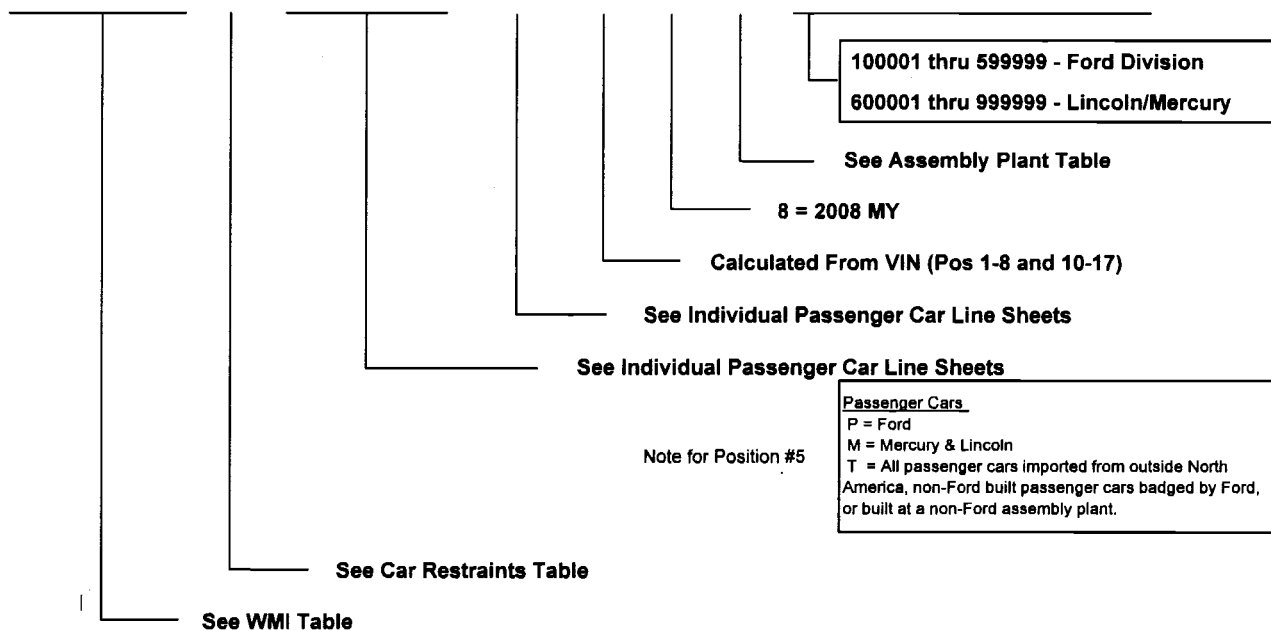 100001 thru 599999 - Ford Division
600001 thru 999999 - Lincoln/Mercury
See Assembly Plant Table
8 = 2008 MY
Calculated From VIN (Pos 1-8 and 10-17)
See Individual Passenger Car Line Sheets
See Individual Passenger Car Line Sheets
Note for Position #5
Passenger Cars
P = Ford
M = Mercury & Lincoln
T = All passenger cars imported from outside North
America, non-Ford built passenger cars badged by Ford,
or built at a non-Ford assembly plant.
See Car Restraints Table
See WMI Table